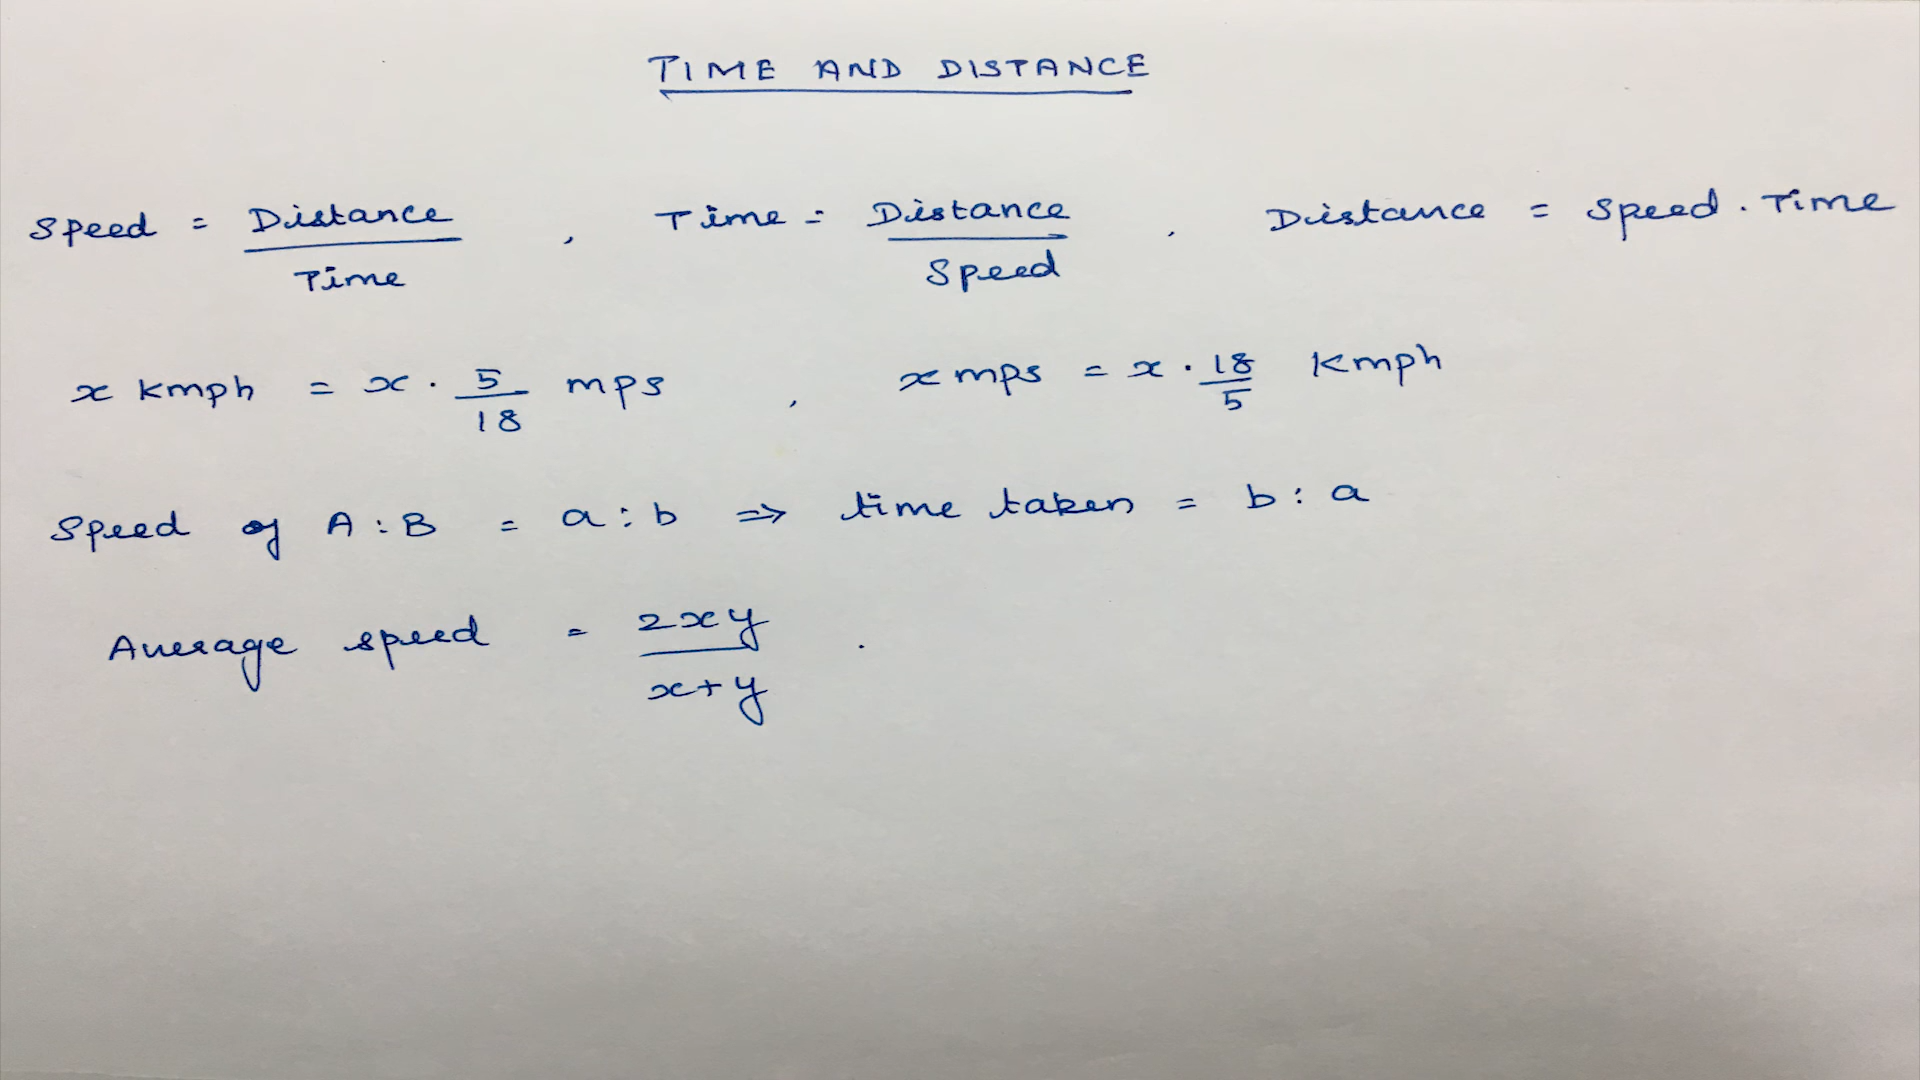 TIME AND DISTANCE
Speed = Distance / Time , Time = Distance / Speed , Distance = Speed . Time
x kmph = x . 5/18 mps , x mps = x . 18/5 kmph
Speed of A : B = a : b => time taken = b : a
Average speed = 2xy / x+y .